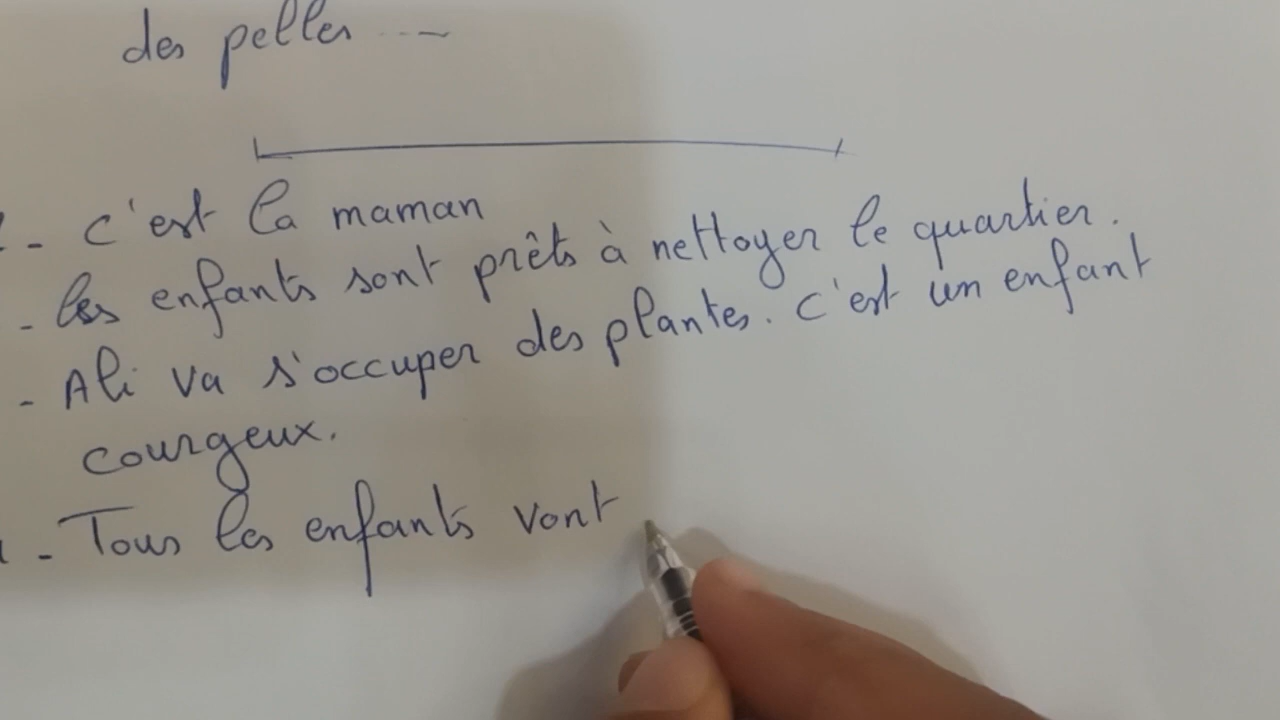 des pelles ---
- c'est la maman
- les enfants sont prêts à nettoyer le quartier.
- Ali va s'occuper des plantes. c'est un enfant
courgeux.
- Tous les enfants vont